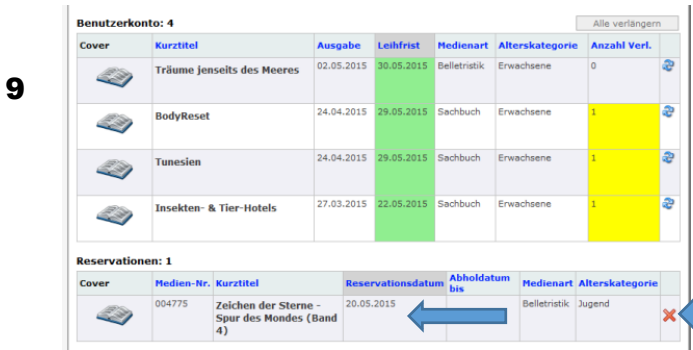 9
Benutzerkonto: 4 Alle verlängern
Cover Kurztitel Ausgabe Leihfrist Medienart Alterskategorie Anzahl Verl.
Träume jenseits des Meeres 02.05.2015 30.05.2015 Belletristik Erwachsene 0
BodyReset 24.04.2015 29.05.2015 Sachbuch Erwachsene 1
Tunesien 24.04.2015 29.05.2015 Sachbuch Erwachsene 1
Insekten- & Tier-Hotels 27.03.2015 22.05.2015 Sachbuch Erwachsene 1
Reservationen: 1
Cover Medien-Nr. Kurztitel Reservationsdatum Abholdatum bis Medienart Alterskategorie
004775 Zeichen der Sterne - 20.05.2015 Belletristik Jugend
Spur des Mondes (Band
4)